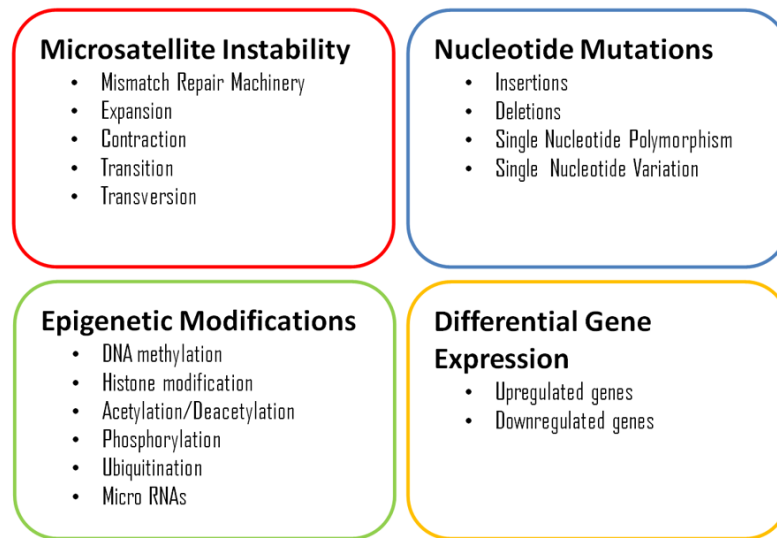 Microsatellite Instability
• Mismatch Repair Machinery
• Expansion
• Contraction
• Transition
• Transversion
Nucleotide Mutations
• Insertions
• Deletions
• Single Nucleotide Polymorphism
• Single Nucleotide Variation
Epigenetic Modifications
• DNA methylation
• Histone modification
• Acetylation/Deacetylation
• Phosphorylation
• Ubiquitination
• Micro RNAs
Differential Gene
Expression
• Upregulated genes
• Downregulated genes